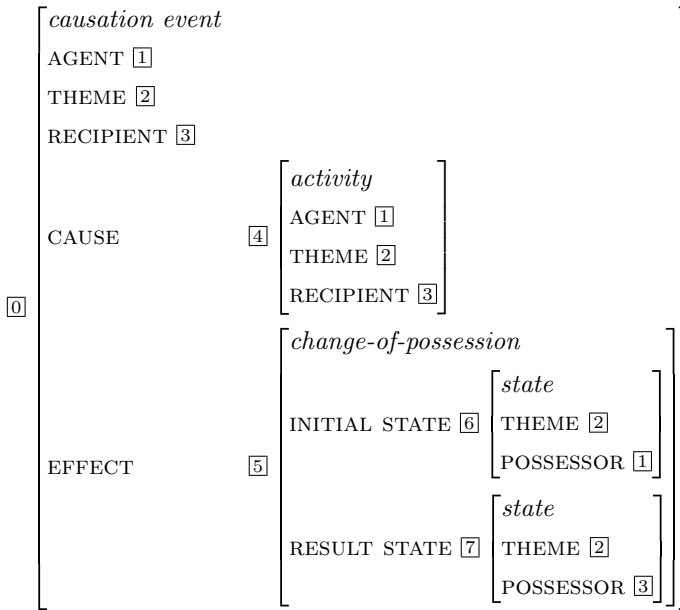 causation event
AGENT 1
THEME 2
RECIPIENT 3
activity
AGENT 1
CAUSE 4
THEME 2
RECIPIENT 3
0
change-of-possession
state
INITIAL STATE 6 THEME 2
POSSESSOR 1
EFFECT 5
state
RESULT STATE 7 THEME 2
POSSESSOR 3